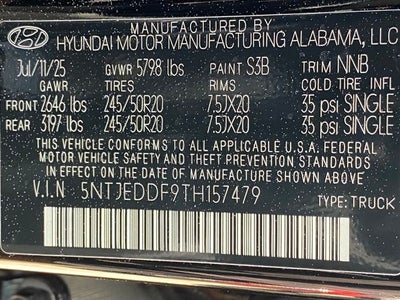 MANUFACTURED BY
HYUNDAI MOTOR MANUFACTURING ALABAMA, LLC
Jul/11/25 GVWR 5798 lbs PAINT S3B TRIM NNB
GAWR TIRES RIMS COLD TIRE INFL
FRONT 2646 lbs 245/50R20 7.5JX20 35 psi SINGLE
REAR 3197 lbs 245/50R20 7.5JX20 35 psi SINGLE
THIS VEHICLE CONFORMS TO ALL APPLICABLE U.S.A. FEDERAL
MOTOR VEHICLE SAFETY AND THEFT PREVENTION STANDARDS
IN EFFECT ON THE DATE OF MANUFACTURE SHOWN ABOVE.
V.I.N 5NTJEDDF9TH157479
TYPE: TRUCK